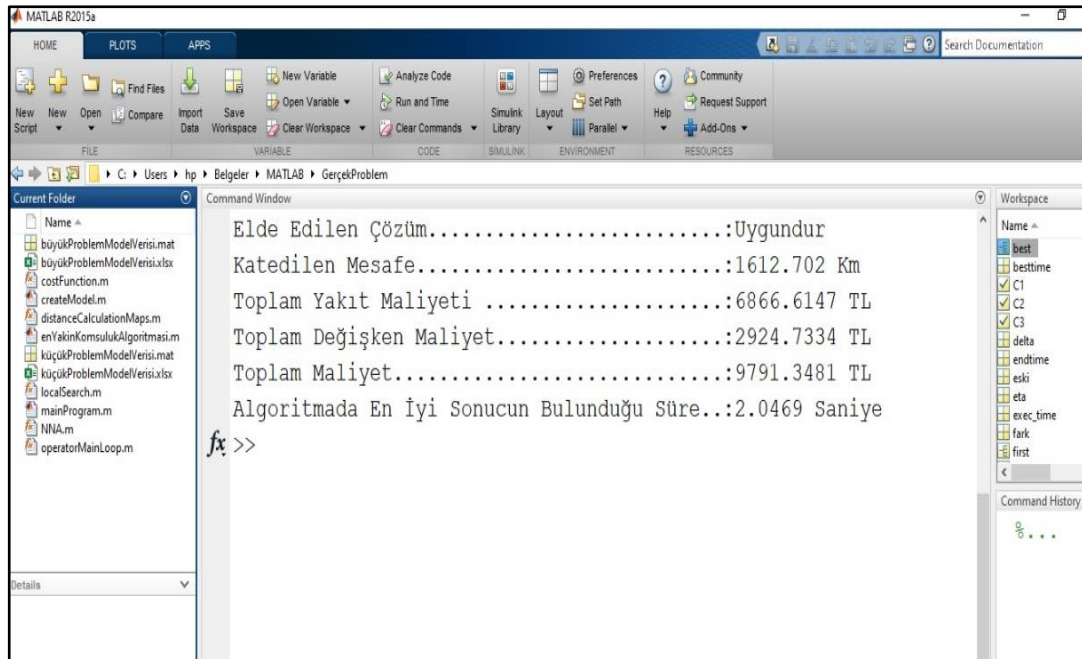 MATLAB R2015a
HOME PLOTS APPS Search Documentation
New Script New Open Find Files Compare Import Data Save Workspace New Variable Open Variable Clear Workspace Analyze Code Run and Time Clear Commands Simulink Library Layout Preferences Set Path Parallel Help Community Request Support Add-Ons
FILE VARIABLE CODE SIMULINK ENVIRONMENT RESOURCES
C: Users hp Belgeler MATLAB GerçekProblem
Current Folder
Name
büyükProblemModelVerisi.mat
büyükProblemModelVerisi.xlsx
costFunction.m
createModel.m
distanceCalculationMaps.m
enYakinKomsulukAlgoritmasi.m
küçükProblemModelVerisi.mat
küçükProblemModelVerisi.xlsx
localSearch.m
mainProgram.m
NNA.m
operatorMainLoop.m
Details
Command Window
Elde Edilen Çözüm...........................:Uygundur
Katedilen Mesafe............................:1612.702 Km
Toplam Yakıt Maliyeti ......................:6866.6147 TL
Toplam Değişken Maliyet.....................:2924.7334 TL
Toplam Maliyet..............................:9791.3481 TL
Algoritmada En İyi Sonucun Bulunduğu Süre..:2.0469 Saniye
fx >>
Workspace
Name
best
besttime
C1
C2
C3
delta
endtime
eski
eta
exec_time
fark
first
Command History
%...